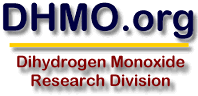 DHMO.org
Dihydrogen Monoxide
Research Division